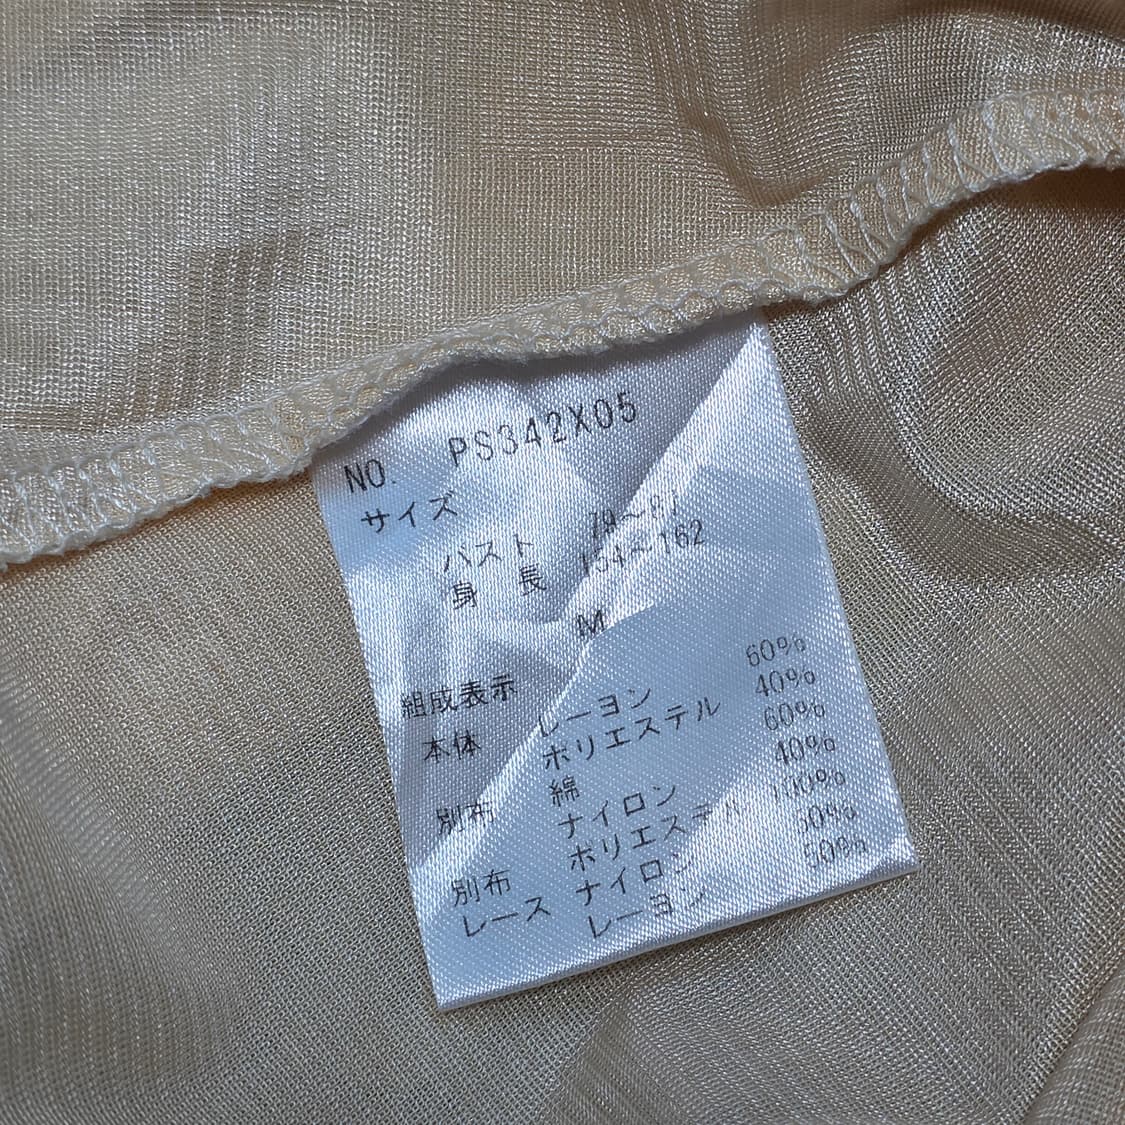 NO. PS342X05
サイズ
バスト 79～87
身 長 154～162
M
組成表示
本体 レーヨン 60%
ポリエステル 40%
別布 綿 60%
ナイロン 40%
別布 ポリエステル 100%
レース ナイロン 50%
レーヨン 50%